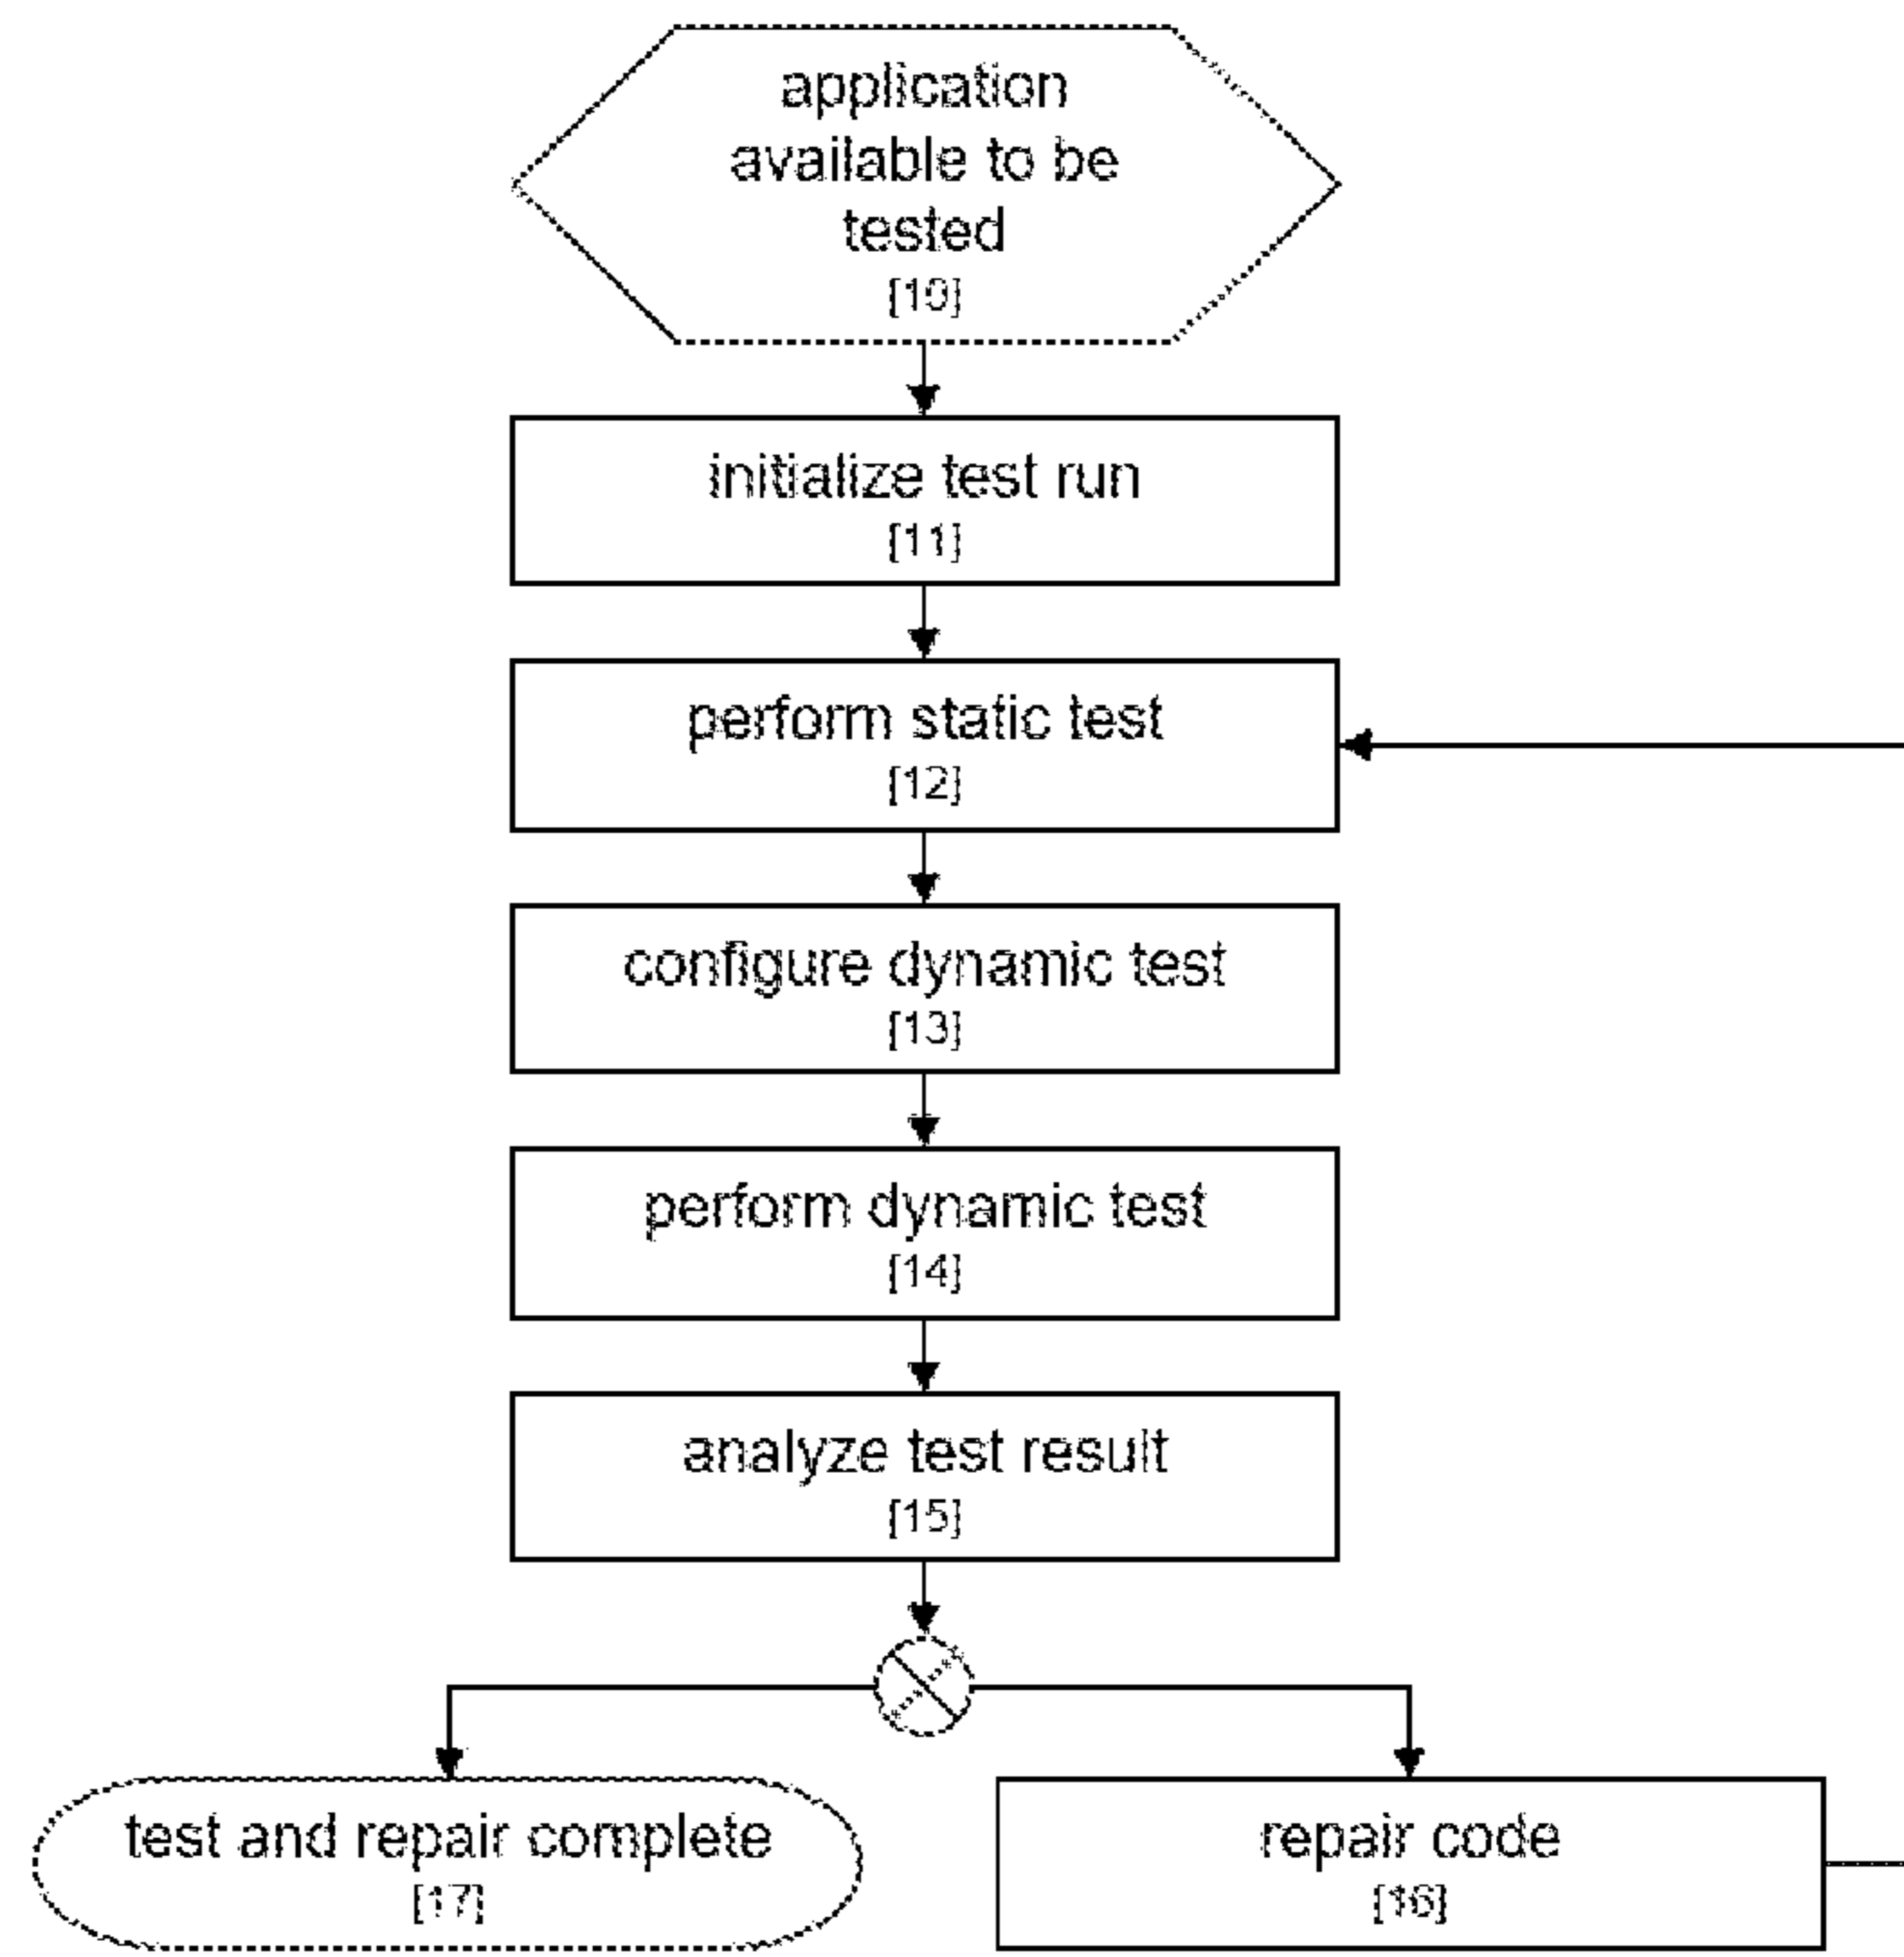 application
available to be
tested
[10]
initialize test run
[11]
perform static test
[12]
configure dynamic test
[13]
perform dynamic test
[14]
analyze test result
[15]
test and repair complete
[17]
repair code
[16]